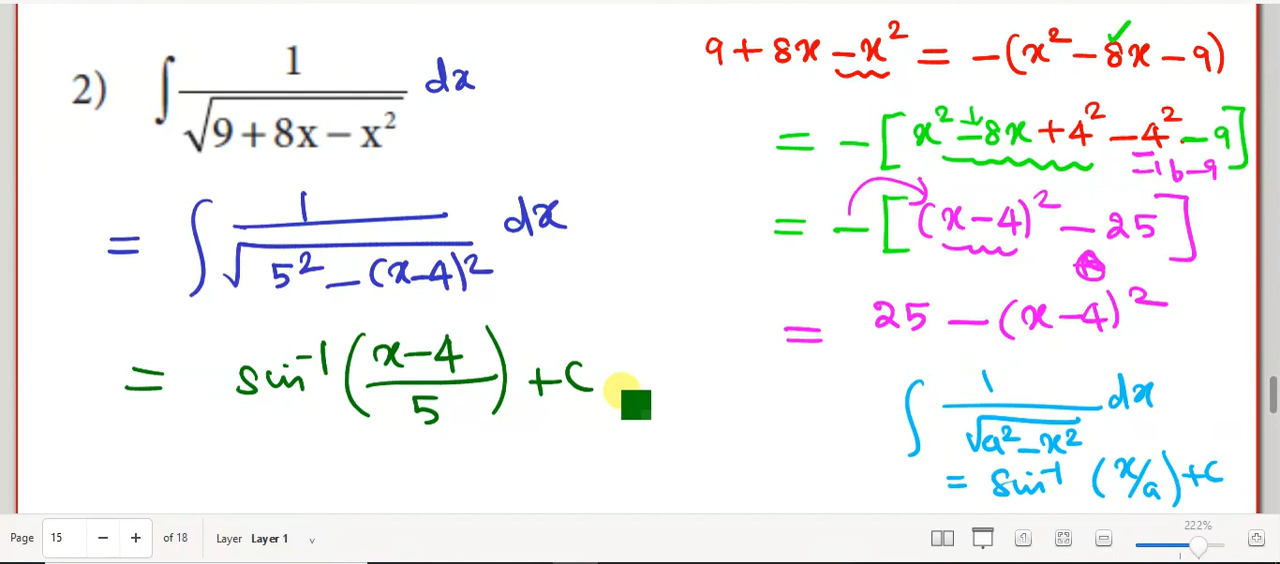 2) ∫ 1/√(9 + 8x − x²) dx
= ∫ 1/√(5² − (x−4)²) dx
= sin⁻¹((x−4)/5) + C
9 + 8x − x² = −(x² − 8x − 9)
= −[x² − 8x + 4² − 4² − 9]
= −16 − 9
= −[(x−4)² − 25]
= 25 − (x−4)²
∫ 1/√(a² − x²) dx
= sin⁻¹(x/a) + C
Page 15 − + of 18 Layer Layer 1 222%